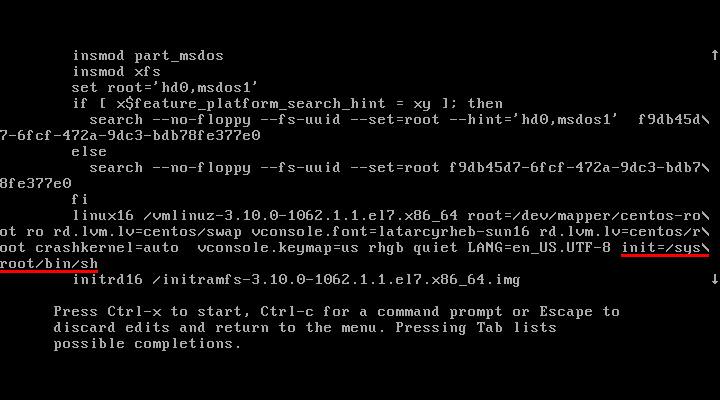 insmod part_msdos
insmod xfs
set root='hd0,msdos1'
if [ x$feature_platform_search_hint = xy ]; then
search --no-floppy --fs-uuid --set=root --hint='hd0,msdos1'  f9db45d\
7-6fcf-472a-9dc3-bdb78fe377e0
else
search --no-floppy --fs-uuid --set=root f9db45d7-6fcf-472a-9dc3-bdb7\
8fe377e0
fi
linux16 /vmlinuz-3.10.0-1062.1.1.el7.x86_64 root=/dev/mapper/centos-ro\
ot ro rd.lvm.lv=centos/swap vconsole.font=latarcyrheb-sun16 rd.lvm.lv=centos/r\
oot crashkernel=auto  vconsole.keymap=us rhgb quiet LANG=en_US.UTF-8 init=/sys\
root/bin/sh
initrd16 /initramfs-3.10.0-1062.1.1.el7.x86_64.img
Press Ctrl-x to start, Ctrl-c for a command prompt or Escape to
discard edits and return to the menu. Pressing Tab lists
possible completions.